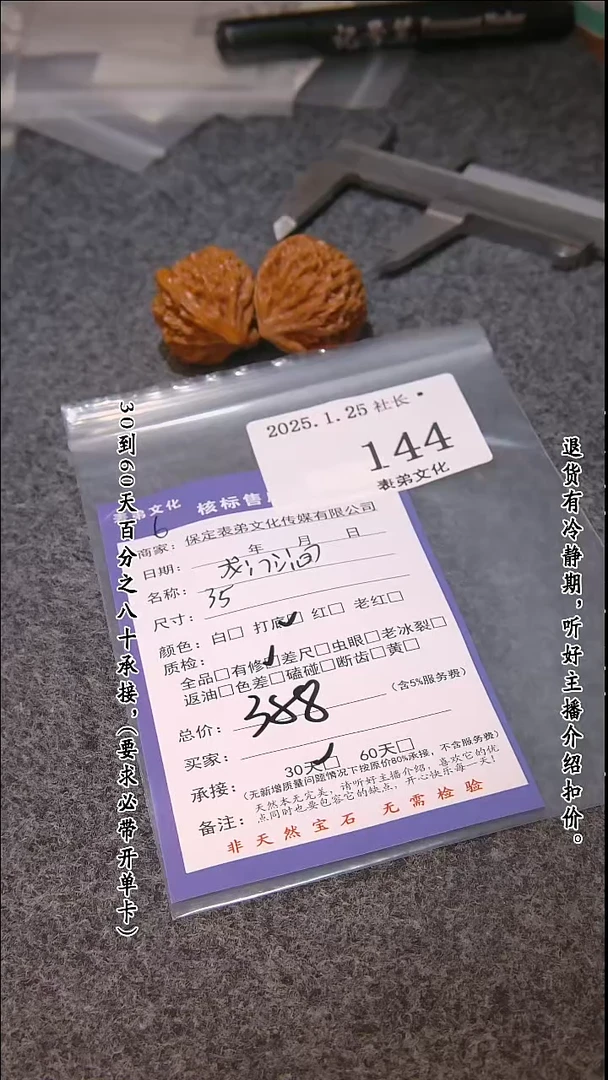 记号笔
2025.1.25 社长
144
表弟文化
表弟文化 核标售
6
商家：保定表弟文化传媒有限公司
日期： 年 月 日
名称：
尺寸：35
颜色：白□ 打底□ 红□ 老红□
质检：
全品□有修□差尺□虫眼□老冰裂□
返油□色差□磕碰□断齿□黄□
总价：388 (含5%服务费)
买家：
承接：30天□ 60天□
(无新增质量问题情况下按原价80%承接，不含服务费)
备注：天然本无完美，请听好主播介绍，喜欢它的优
点同时也要包容它的缺点，开心快乐每一天！
非天然宝石 无需检验
30到60天百分之八十承接，(要求必带开单卡)
退货有冷静期，听好主播介绍扣价。